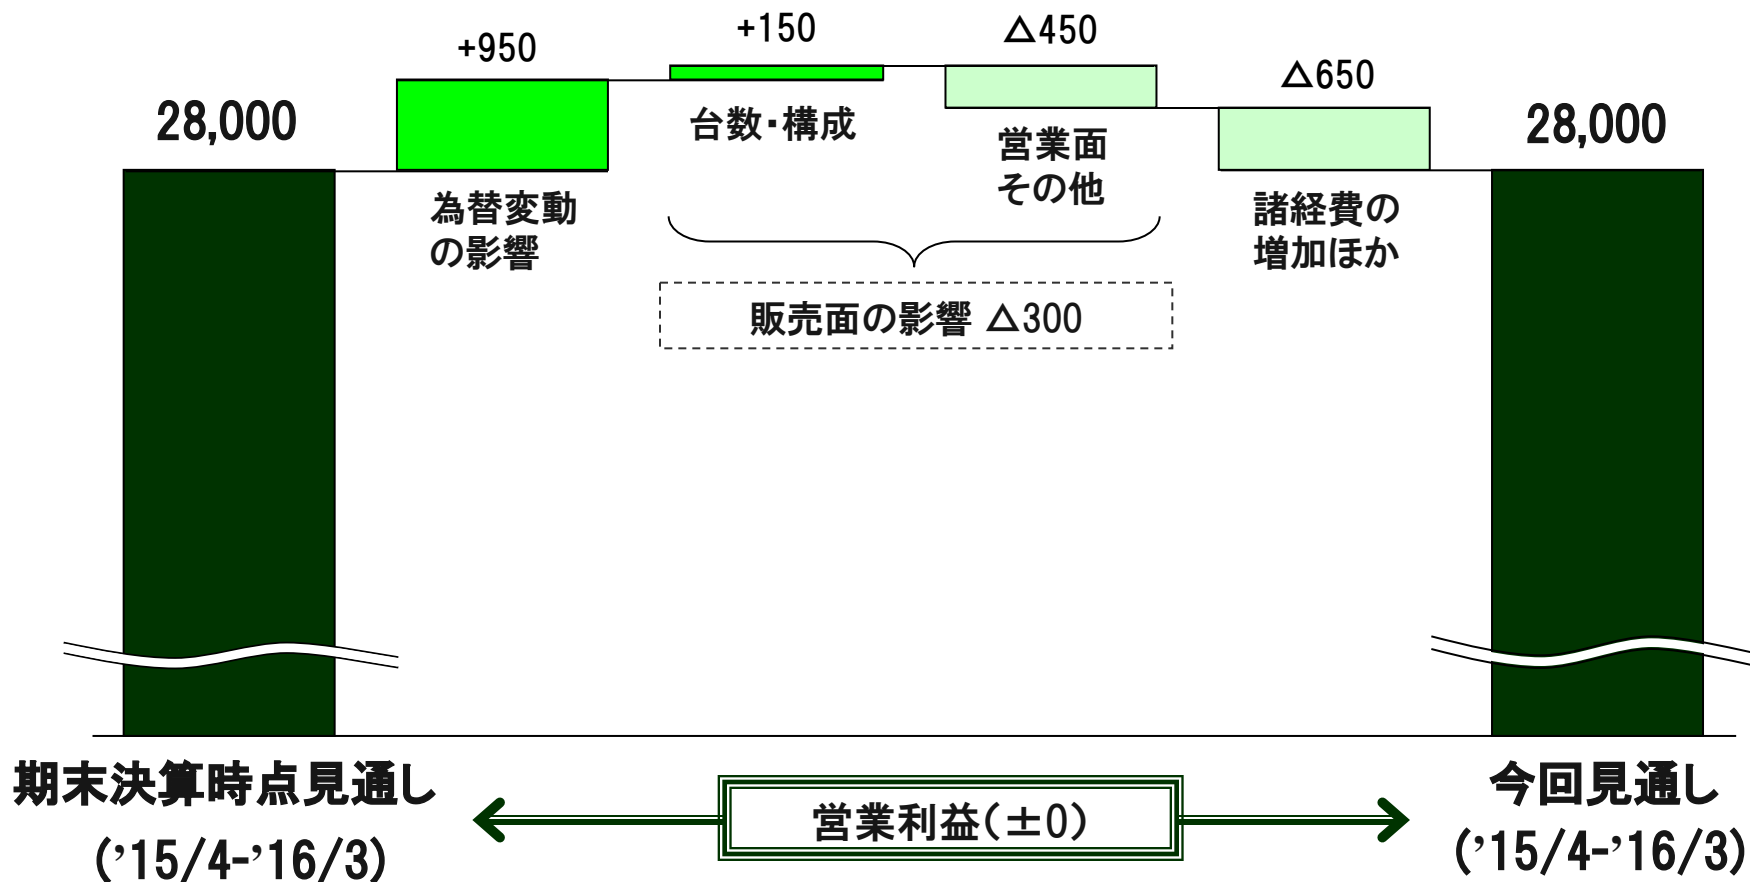 28,000
+950
為替変動
の影響
+150
台数・構成
△450
営業面
その他
販売面の影響 △300
△650
諸経費の
増加ほか
28,000
期末決算時点見通し
(’15/4-’16/3)
営業利益(±0)
今回見通し
(’15/4-’16/3)